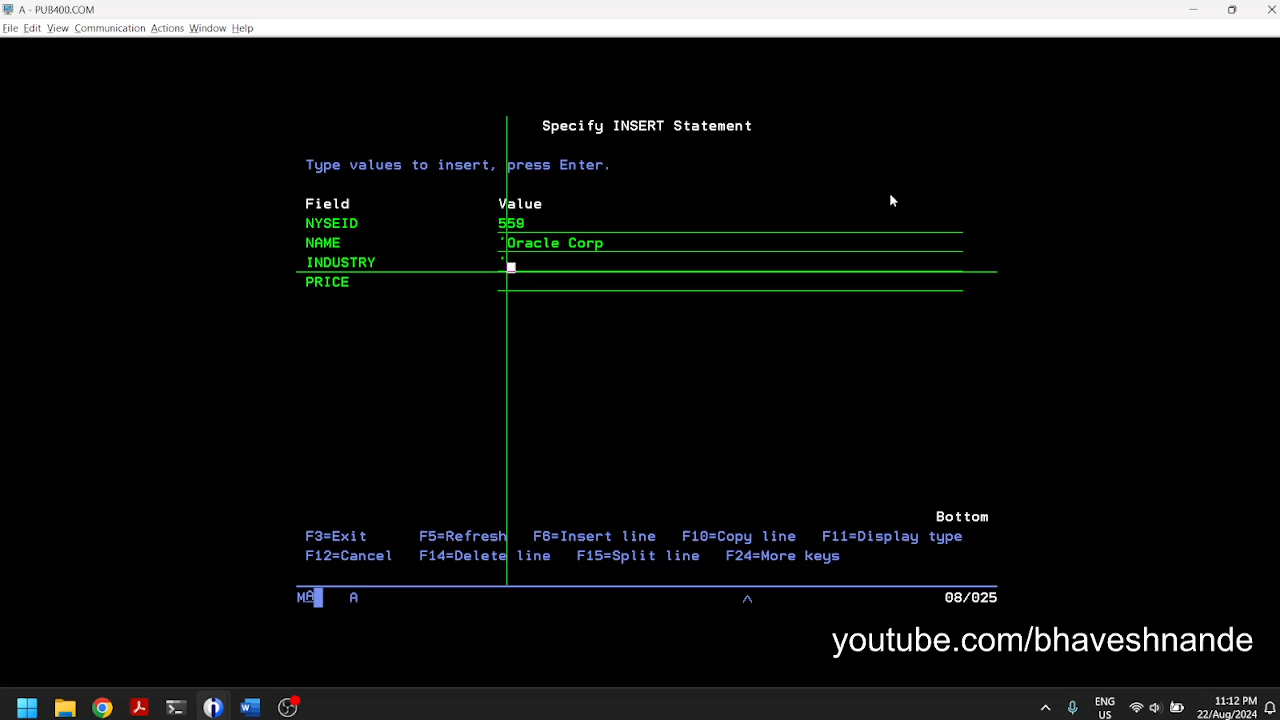 A - PUB400.COM
File Edit View Communication Actions Window Help
Specify INSERT Statement
Type values to insert, press Enter.
Field Value
NYSEID 559
NAME 'Oracle Corp
INDUSTRY '
PRICE
Bottom
F3=Exit F5=Refresh F6=Insert line F10=Copy line F11=Display type
F12=Cancel F14=Delete line F15=Split line F24=More keys
MA A ^ 08/025
youtube.com/bhaveshnande
ENG
US
11:12 PM
22/Aug/2024